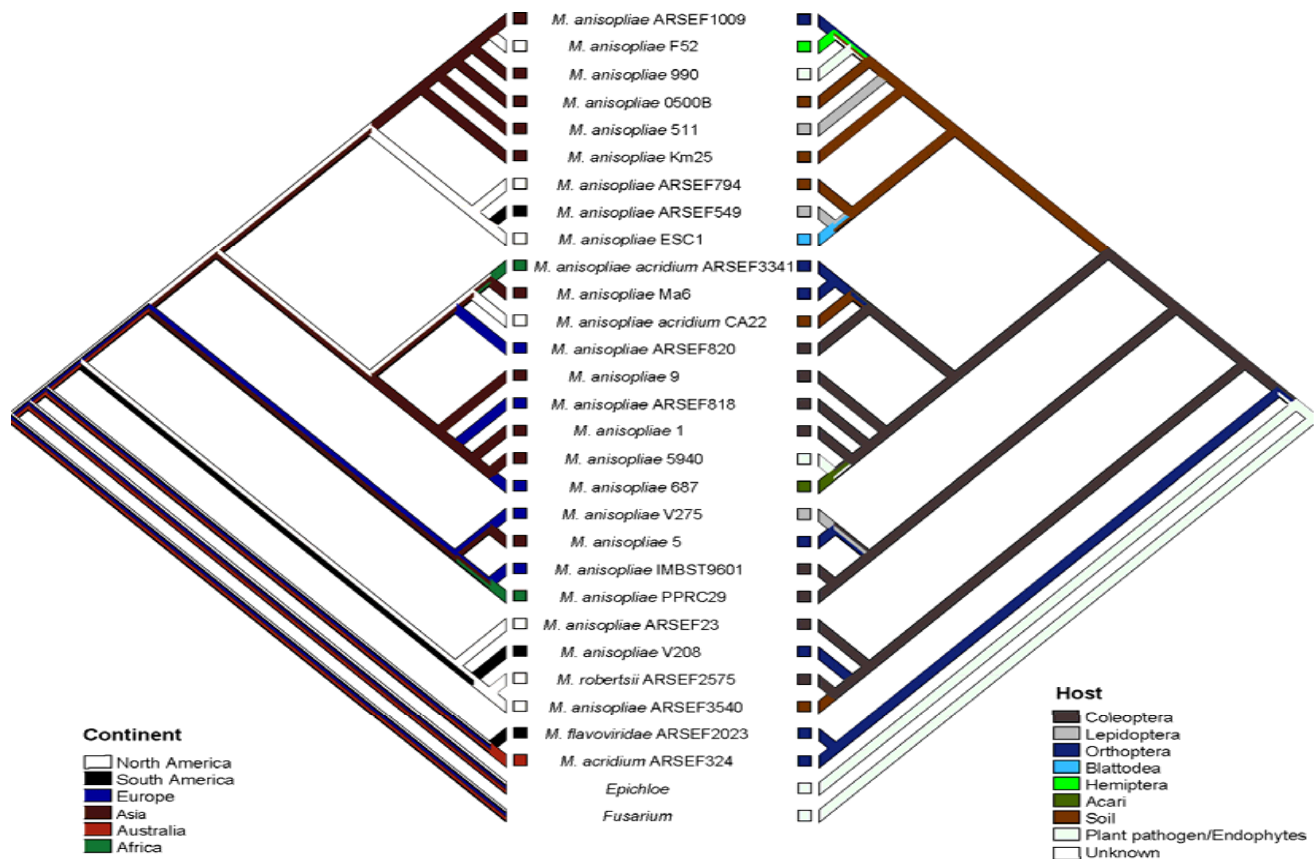 M. anisopliae ARSEF1009
M. anisopliae F52
M. anisopliae 990
M. anisopliae 0500B
M. anisopliae 511
M. anisopliae Km25
M. anisopliae ARSEF794
M. anisopliae ARSEF549
M. anisopliae ESC1
M. anisopliae acridium ARSEF3341
M. anisopliae Ma6
M. anisopliae acridium CA22
M. anisopliae ARSEF820
M. anisopliae 9
M. anisopliae ARSEF818
M. anisopliae 1
M. anisopliae 5940
M. anisopliae 687
M. anisopliae V275
M. anisopliae 5
M. anisopliae IMBST9601
M. anisopliae PPRC29
M. anisopliae ARSEF23
M. anisopliae V208
M. robertsii ARSEF2575
M. anisopliae ARSEF3540
M. flavoviridae ARSEF2023
M. acridium ARSEF324
Epichloe
Fusarium
Continent
North America
South America
Europe
Asia
Australia
Africa
Host
Coleoptera
Lepidoptera
Orthoptera
Blattodea
Hemiptera
Acari
Soil
Plant pathogen/Endophytes
Unknown